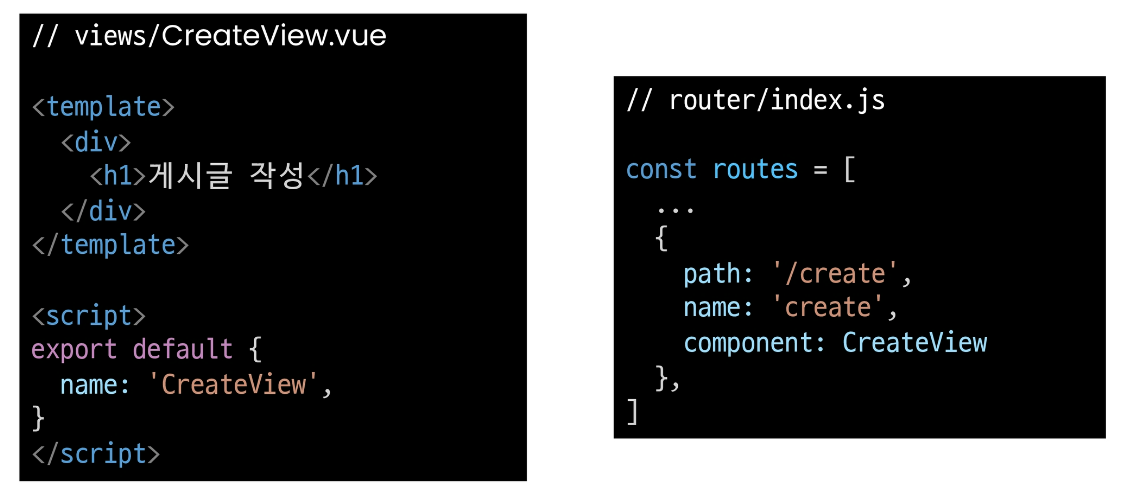 // views/CreateView.vue
<template>
  <div>
    <h1>게시글 작성</h1>
  </div>
</template>
<script>
export default {
  name: 'CreateView',
}
</script>
// router/index.js
const routes = [
  ...
  {
    path: '/create',
    name: 'create',
    component: CreateView
  },
]